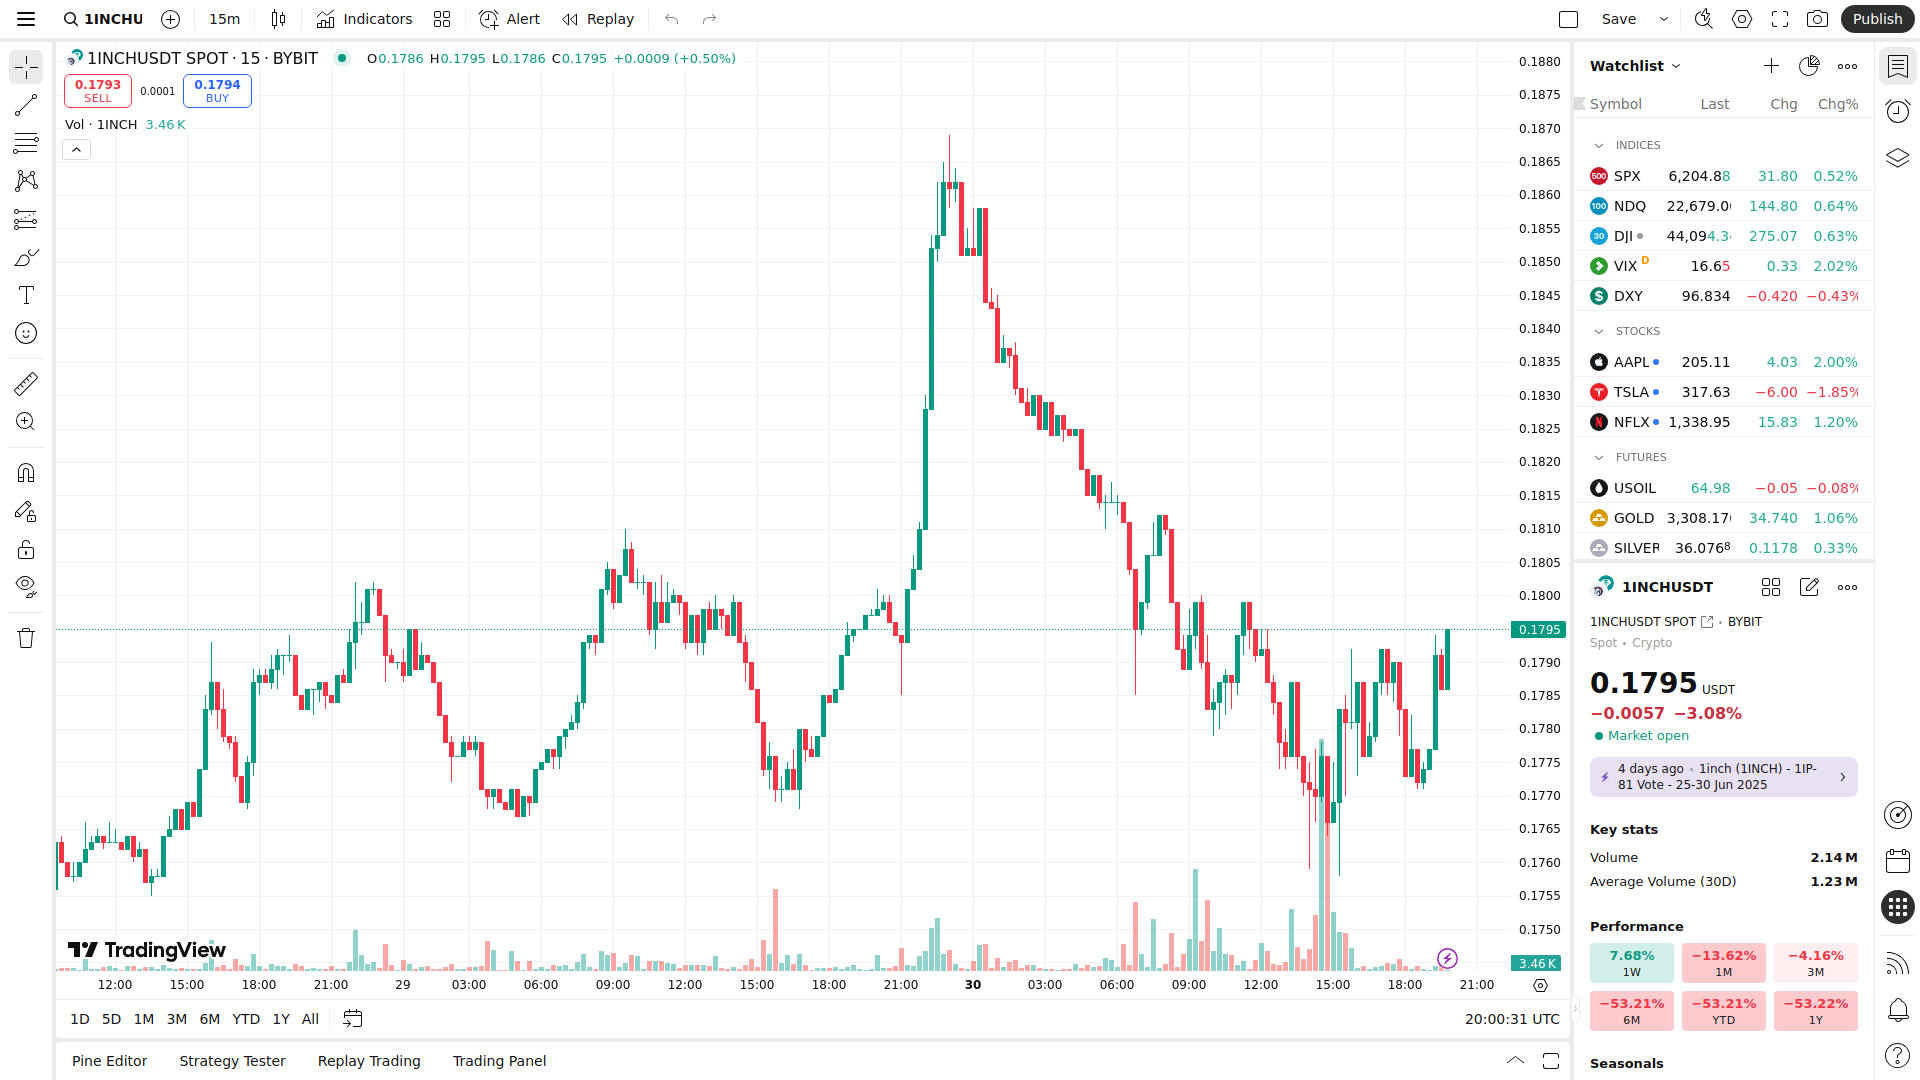 1INCHU
15m
Indicators
Alert
Replay
Save
Publish
1INCHUSDT SPOT · 15 · BYBIT
O0.1786 H0.1795 L0.1786 C0.1795 +0.0009 (+0.50%)
0.1793
SELL
0.0001
0.1794
BUY
Vol · 1INCH 3.46 K
0.1880
0.1875
0.1870
0.1865
0.1860
0.1855
0.1850
0.1845
0.1840
0.1835
0.1830
0.1825
0.1820
0.1815
0.1810
0.1805
0.1800
0.1795
0.1790
0.1785
0.1780
0.1775
0.1770
0.1765
0.1760
0.1755
0.1750
3.46 K
TradingView
12:00 15:00 18:00 21:00 29 03:00 06:00 09:00 12:00 15:00 18:00 21:00 30 03:00 06:00 09:00 12:00 15:00 18:00 21:00
1D 5D 1M 3M 6M YTD 1Y All
20:00:31 UTC
Pine Editor
Strategy Tester
Replay Trading
Trading Panel
Watchlist
Symbol Last Chg Chg%
INDICES
500 SPX 6,204.88 31.80 0.52%
100 NDQ 22,679.0 144.80 0.64%
30 DJI 44,094.3 275.07 0.63%
VIX D 16.65 0.33 2.02%
$ DXY 96.834 −0.420 −0.43%
STOCKS
AAPL 205.11 4.03 2.00%
TSLA 317.63 −6.00 −1.85%
NFLX 1,338.95 15.83 1.20%
FUTURES
USOIL 64.98 −0.05 −0.08%
GOLD 3,308.17 34.740 1.06%
SILVER 36.0768 0.1178 0.33%
1INCHUSDT
1INCHUSDT SPOT • BYBIT
Spot • Crypto
0.1795 USDT
−0.0057 −3.08%
Market open
4 days ago • 1inch (1INCH) - 1IP-
81 Vote - 25-30 Jun 2025
Key stats
Volume 2.14 M
Average Volume (30D) 1.23 M
Performance
7.68% −13.62% −4.16%
1W 1M 3M
−53.21% −53.21% −53.22%
6M YTD 1Y
Seasonals